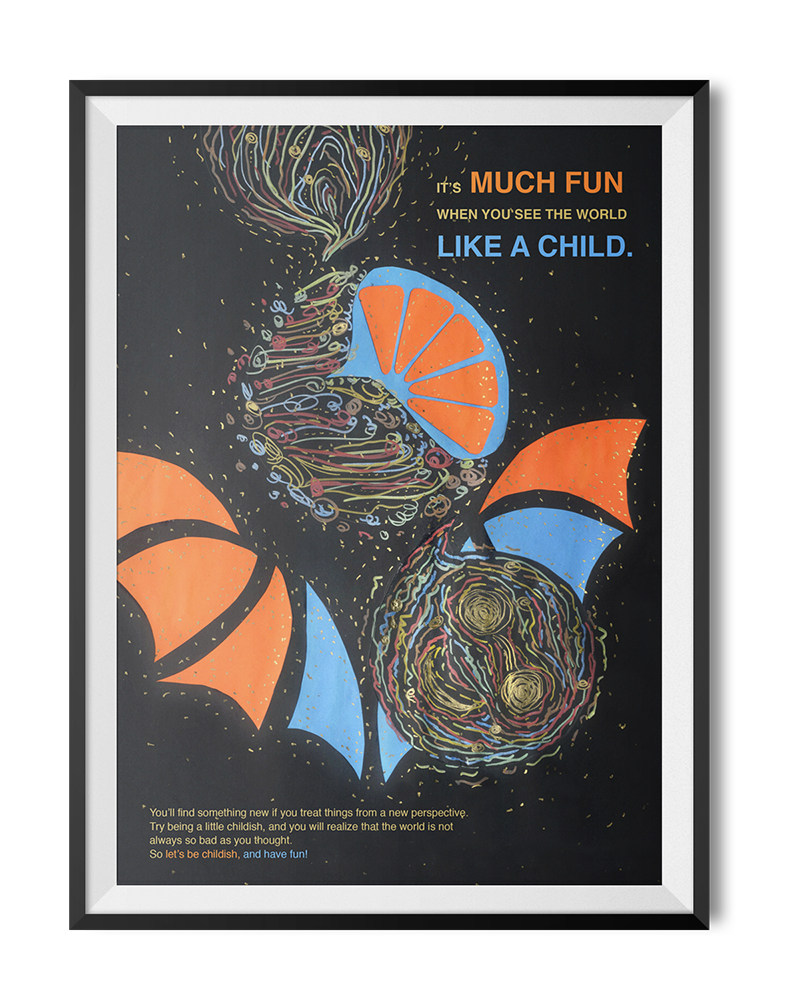 IT'S MUCH FUN
WHEN YOU SEE THE WORLD
LIKE A CHILD.
You'll find something new if you treat things from a new perspective.
Try being a little childish, and you will realize that the world is not
always so bad as you thought.
So let's be childish, and have fun!